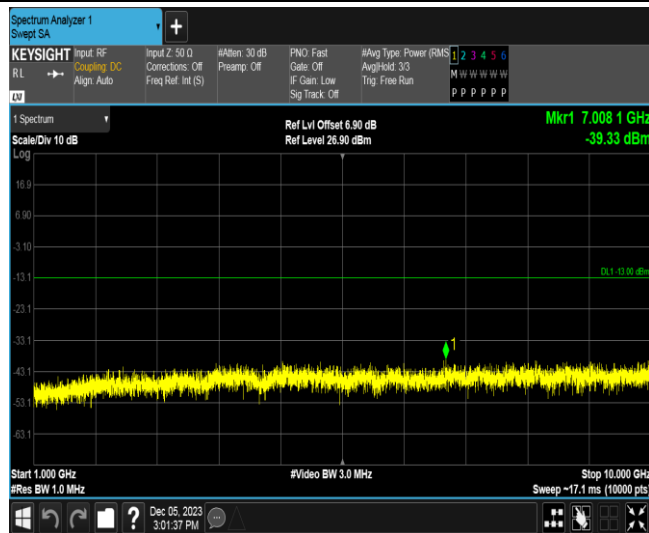 Spectrum Analyzer 1
Swept SA
+
KEYSIGHT
RL
Input: RF
Coupling: DC
Align: Auto
Input Z: 50 Ω
Corrections: Off
Freq Ref: Int (S)
#Atten: 30 dB
Preamp: Off
PNO: Fast
Gate: Off
IF Gain: Low
Sig Track: Off
#Avg Type: Power (RMS
Avg|Hold: 3/3
Trig: Free Run
1 2 3 4 5 6
M W W W W W
P P P P P P
1 Spectrum
Scale/Div 10 dB
Log
Ref Lvl Offset 6.90 dB
Ref Level 26.90 dBm
Mkr1 7.008 1 GHz
-39.33 dBm
16.9
6.90
-3.10
-13.1
DL1 -13.00 dBm
-23.1
-33.1
1
-43.1
-53.1
-63.1
Start 1.000 GHz
#Res BW 1.0 MHz
#Video BW 3.0 MHz
Stop 10.000 GHz
Sweep ~17.1 ms (10000 pts)
?
Dec 05, 2023
3:01:37 PM